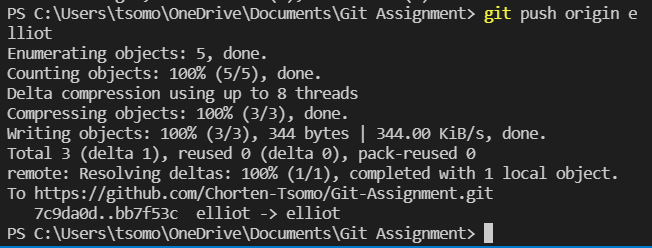 PS C:\Users\tsomo\OneDrive\Documents\Git Assignment> git push origin e
lliot
Enumerating objects: 5, done.
Counting objects: 100% (5/5), done.
Delta compression using up to 8 threads
Compressing objects: 100% (3/3), done.
Writing objects: 100% (3/3), 344 bytes | 344.00 KiB/s, done.
Total 3 (delta 1), reused 0 (delta 0), pack-reused 0
remote: Resolving deltas: 100% (1/1), completed with 1 local object.
To https://github.com/Chorten-Tsomo/Git-Assignment.git
   7c9da0d..bb7f53c  elliot -> elliot
PS C:\Users\tsomo\OneDrive\Documents\Git Assignment>